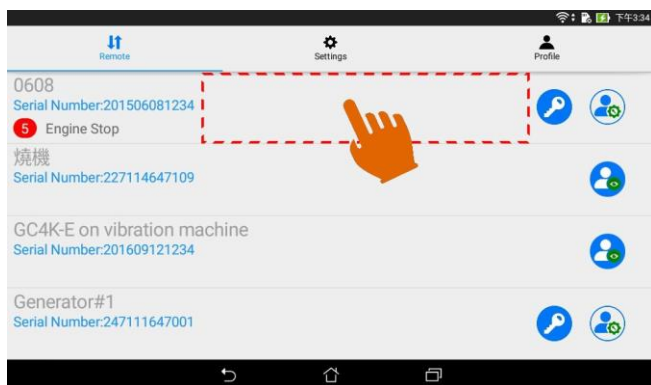 下午3:34
Remote
Settings
Profile
0608
Serial Number:201506081234
5 Engine Stop
燒機
Serial Number:227114647109
GC4K-E on vibration machine
Serial Number:201609121234
Generator#1
Serial Number:247111647001